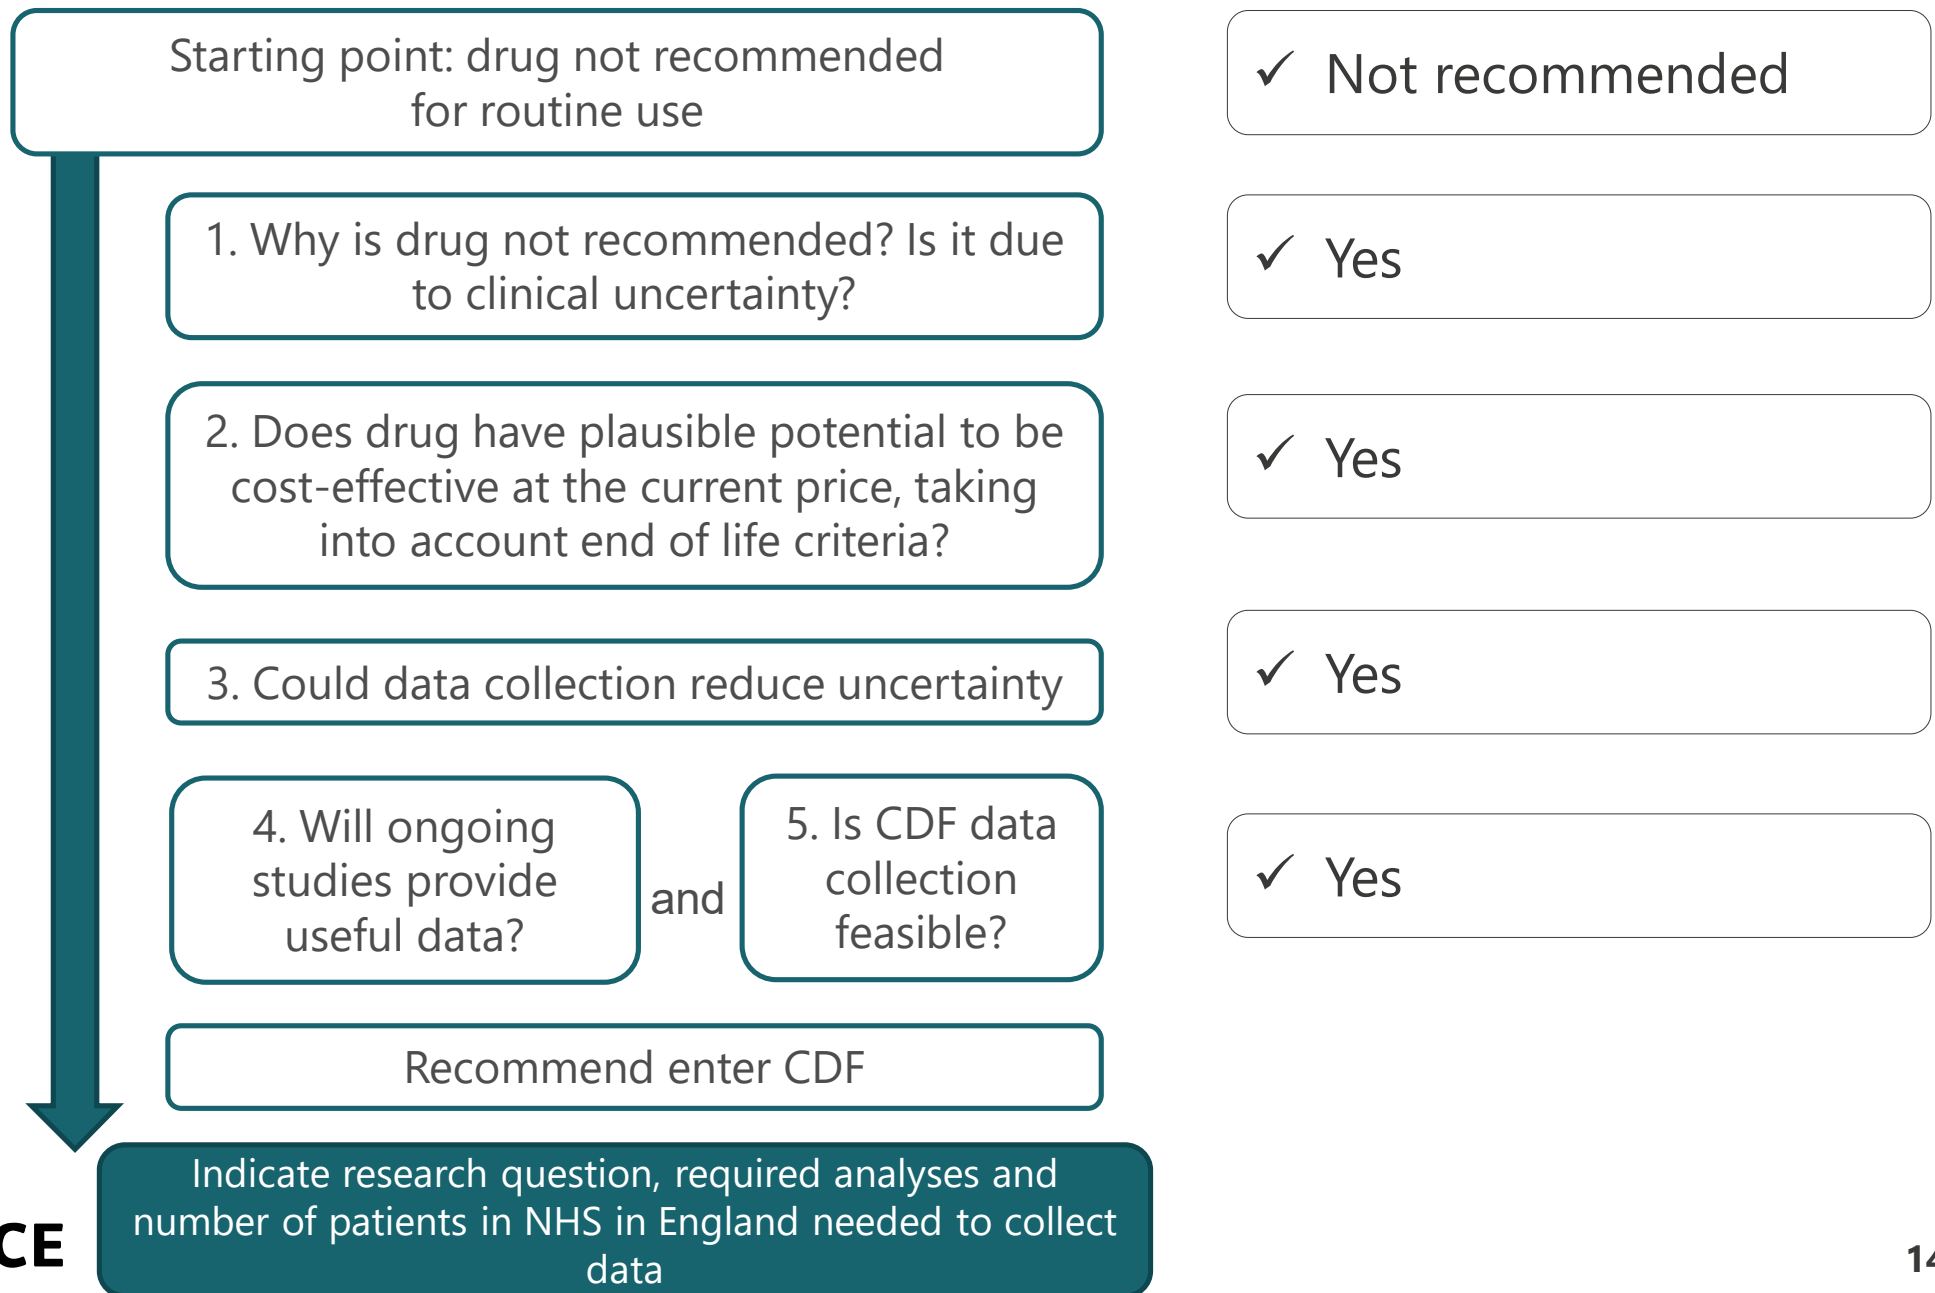 Starting point: drug not recommended
for routine use
✓ Not recommended
1. Why is drug not recommended? Is it due
to clinical uncertainty?
✓ Yes
2. Does drug have plausible potential to be
cost-effective at the current price, taking
into account end of life criteria?
✓ Yes
3. Could data collection reduce uncertainty
✓ Yes
4. Will ongoing
studies provide
useful data?
and
5. Is CDF data
collection
feasible?
✓ Yes
Recommend enter CDF
Indicate research question, required analyses and
number of patients in NHS in England needed to collect
data
CE
14